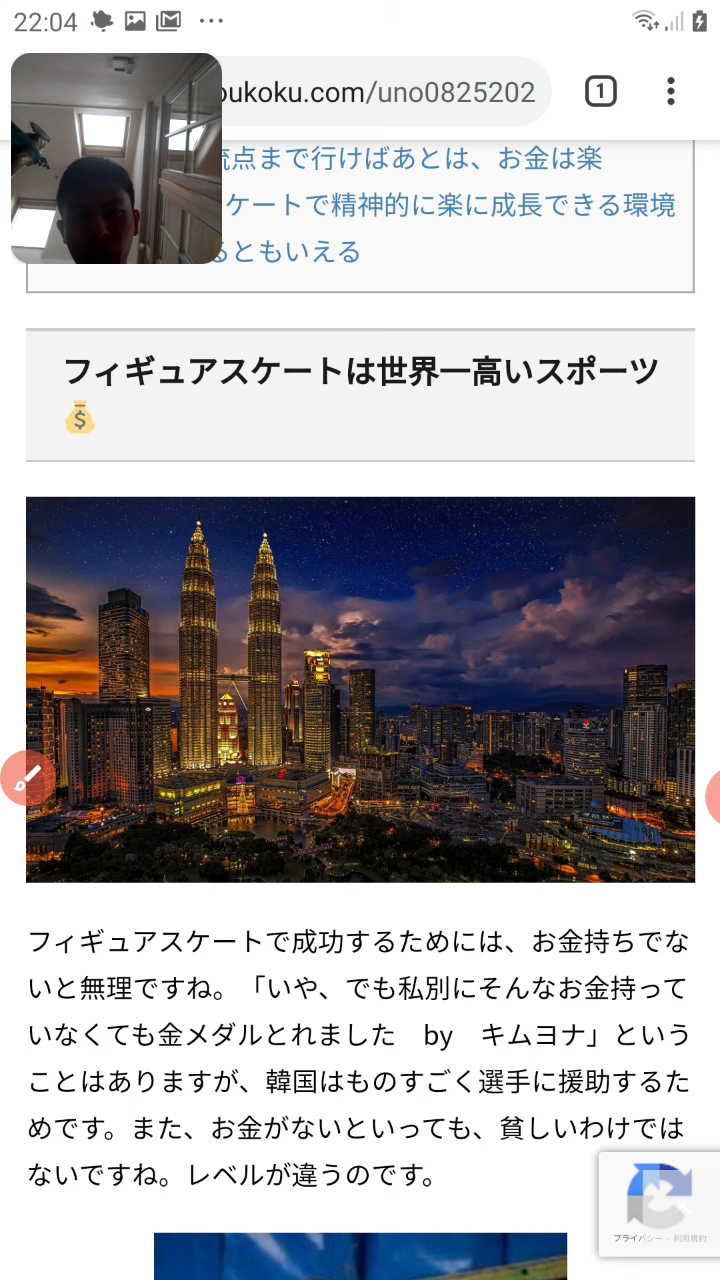 22:04
oukoku.com/uno0825202
1
流点まで行けばあとは、お金は楽
ケートで精神的に楽に成長できる環境
るともいえる
フィギュアスケートは世界一高いスポーツ
フィギュアスケートで成功するためには、お金持ちでな
いと無理ですね。「いや、でも私別にそんなお金持って
いなくても金メダルとれました　by　キムヨナ」という
ことはありますが、韓国はものすごく選手に援助するた
めです。また、お金がないといっても、貧しいわけでは
ないですね。レベルが違うのです。
プライバシー - 利用規約